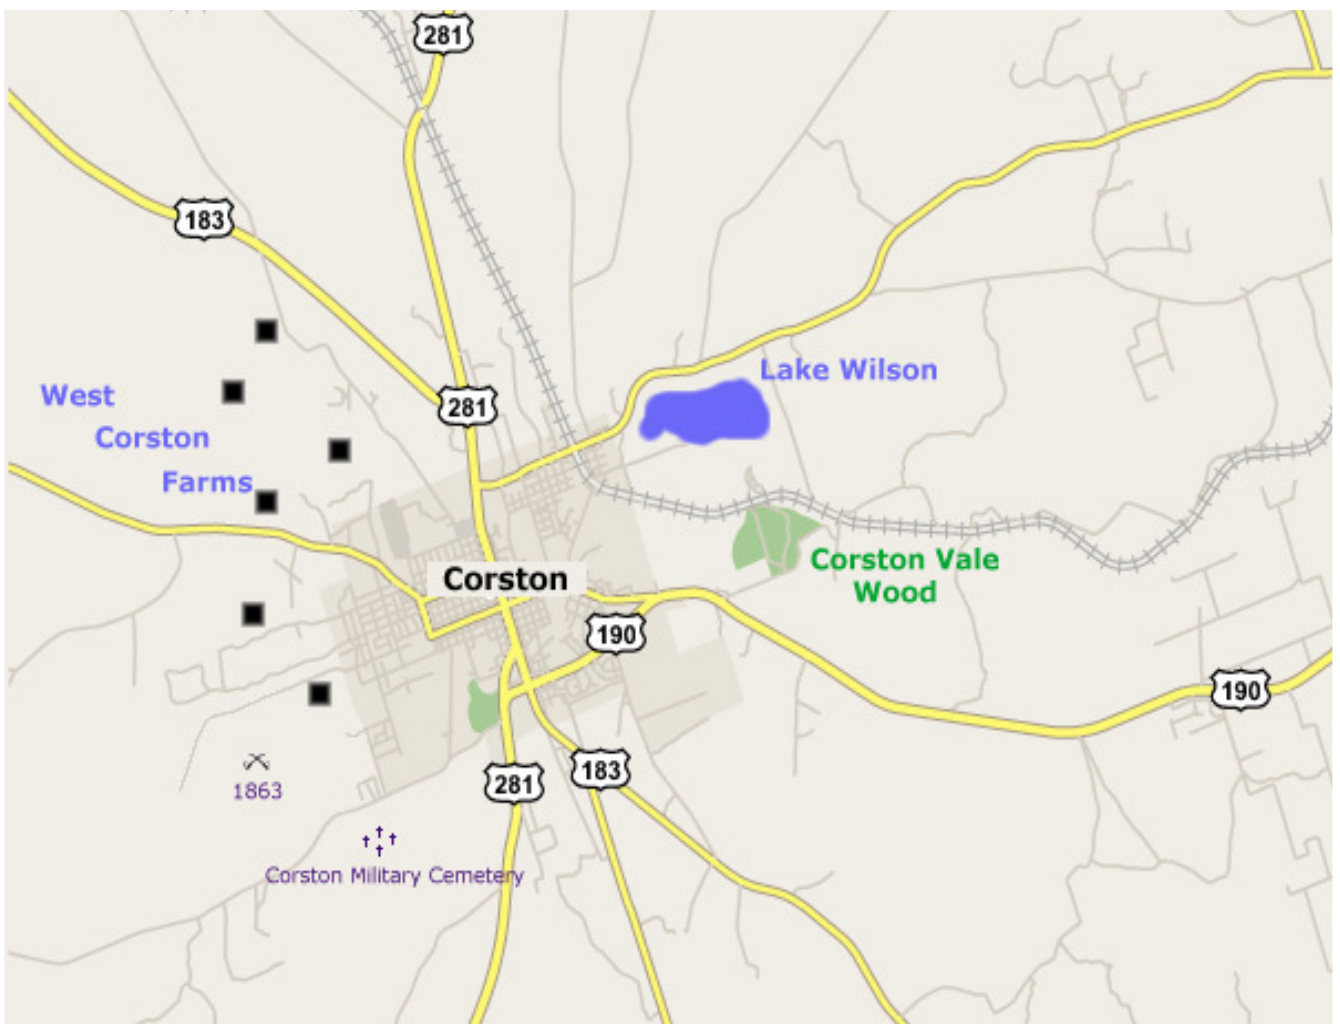 281
183
Lake Wilson
281
West
Corston
Farms
Corston Vale
Wood
Corston
190
190
183
281
1863
Corston Military Cemetery